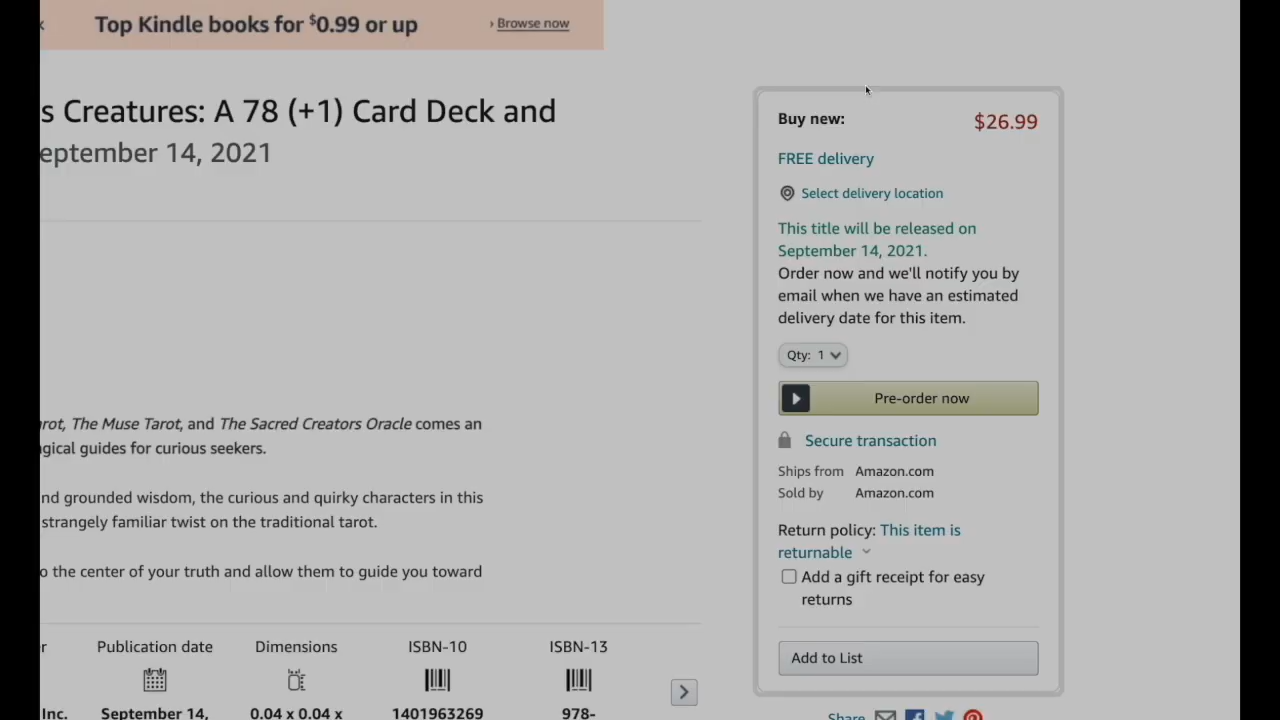 Top Kindle books for $0.99 or up
› Browse now
s Creatures: A 78 (+1) Card Deck and
eptember 14, 2021
Buy new:
$26.99
FREE delivery
Select delivery location
This title will be released on
September 14, 2021.
Order now and we'll notify you by
email when we have an estimated
delivery date for this item.
Qty: 1
Pre-order now
Secure transaction
Ships from Amazon.com
Sold by Amazon.com
Return policy: This item is
returnable
Add a gift receipt for easy
returns
Add to List
Share
rot, The Muse Tarot, and The Sacred Creators Oracle comes an
gical guides for curious seekers.
nd grounded wisdom, the curious and quirky characters in this
strangely familiar twist on the traditional tarot.
o the center of your truth and allow them to guide you toward
r
Publication date
Dimensions
ISBN-10
ISBN-13
Inc.
September 14,
0.04 x 0.04 x
1401963269
978-